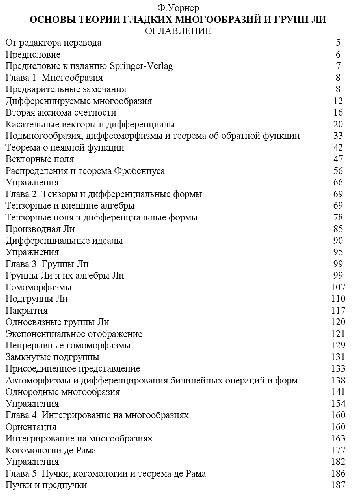 Ф.Уорнер
ОСНОВЫ ТЕОРИИ ГЛАДКИХ МНОГООБРАЗИЙ И ГРУПП ЛИ
ОГЛАВЛЕНИЕ
От редактора перевода 5
Предисловие 6
Предисловие к изданию Springer-Verlag 7
Глава 1. Многообразия 8
Предварительные замечания 8
Дифференцируемые многообразия 12
Вторая аксиома счетности 16
Касательные векторы и дифференциалы 20
Подмногообразия, диффеоморфизмы и теорема об обратной функции 33
Теорема о неявной функции 42
Векторные поля 47
Распределения и теорема Фробениуса 56
Упражнения 66
Глава 2. Тензоры и дифференциальные формы 69
Тензорные и внешние алгебры 69
Тензорные поля и дифференциальные формы 78
Производная Ли 86
Дифференциальные идеалы 90
Упражнения 95
Глава 3. Группы Ли 99
Группы Ли и их алгебры Ли 99
Гомоморфизмы 107
Подгруппы Ли 110
Накрытия 117
Односвязные группы Ли 120
Экспоненциальное отображение 121
Непрерывные гомоморфизмы 129
Замкнутые подгруппы 131
Присоединенное представление 133
Автоморфизмы и дифференцирования билинейных операций и форм 138
Однородные многообразия 141
Упражнения 154
Глава 4. Интегрирование на многообразиях 160
Ориентация 160
Интегрирование на многообразиях 163
Когомологии де Рама 177
Упражнения 182
Глава 5. Пучки, когомологии и теорема де Рама 186
Пучки и предпучки 187